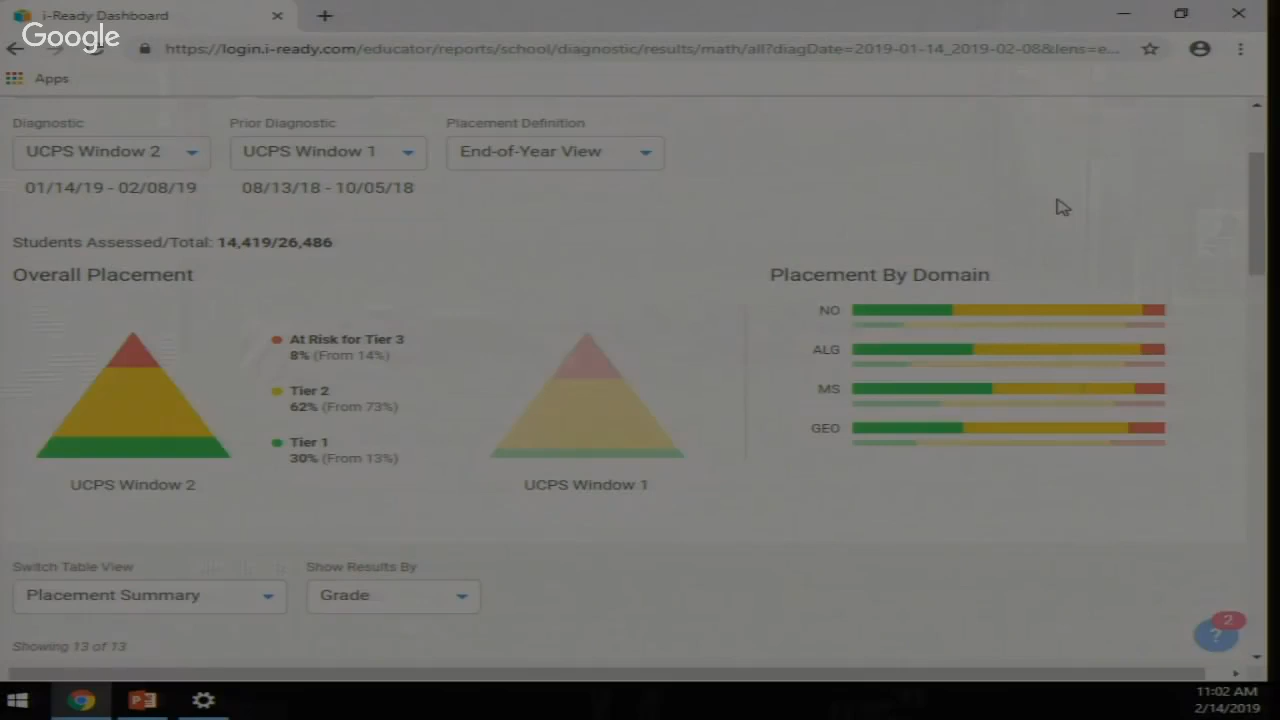 i-Ready Dashboard
Google
https://login.i-ready.com/educator/reports/school/diagnostic/results/math/all?diagDate=2019-01-14_2019-02-08&lens=e...
Apps
Diagnostic
Prior Diagnostic
Placement Definition
UCPS Window 2
UCPS Window 1
End-of-Year View
01/14/19 - 02/08/19
08/13/18 - 10/05/18
Students Assessed/Total: 14,419/26,486
Overall Placement
Placement By Domain
At Risk for Tier 3
8% (From 14%)
Tier 2
62% (From 73%)
Tier 1
30% (From 13%)
UCPS Window 2
UCPS Window 1
NO
ALG
MS
GEO
Switch Table View
Show Results By
Placement Summary
Grade
Showing 13 of 13
2
?
11:02 AM
2/14/2019